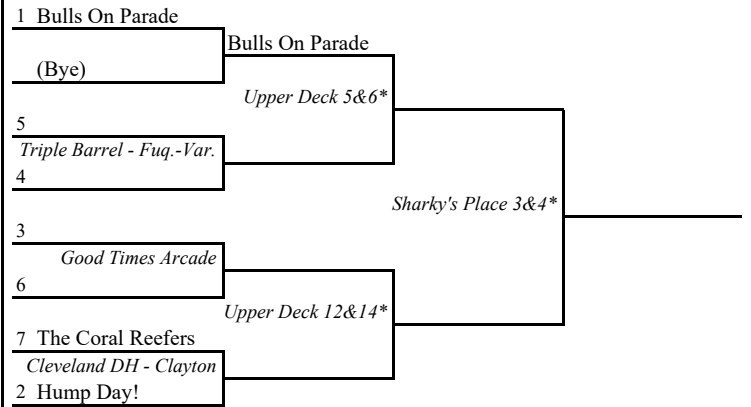 1 Bulls On Parade
Bulls On Parade
(Bye)
Upper Deck 5&6*
5
Triple Barrel - Fuq.-Var.
4
Sharky's Place 3&4*
3
Good Times Arcade
6
Upper Deck 12&14*
7 The Coral Reefers
Cleveland DH - Clayton
2 Hump Day!